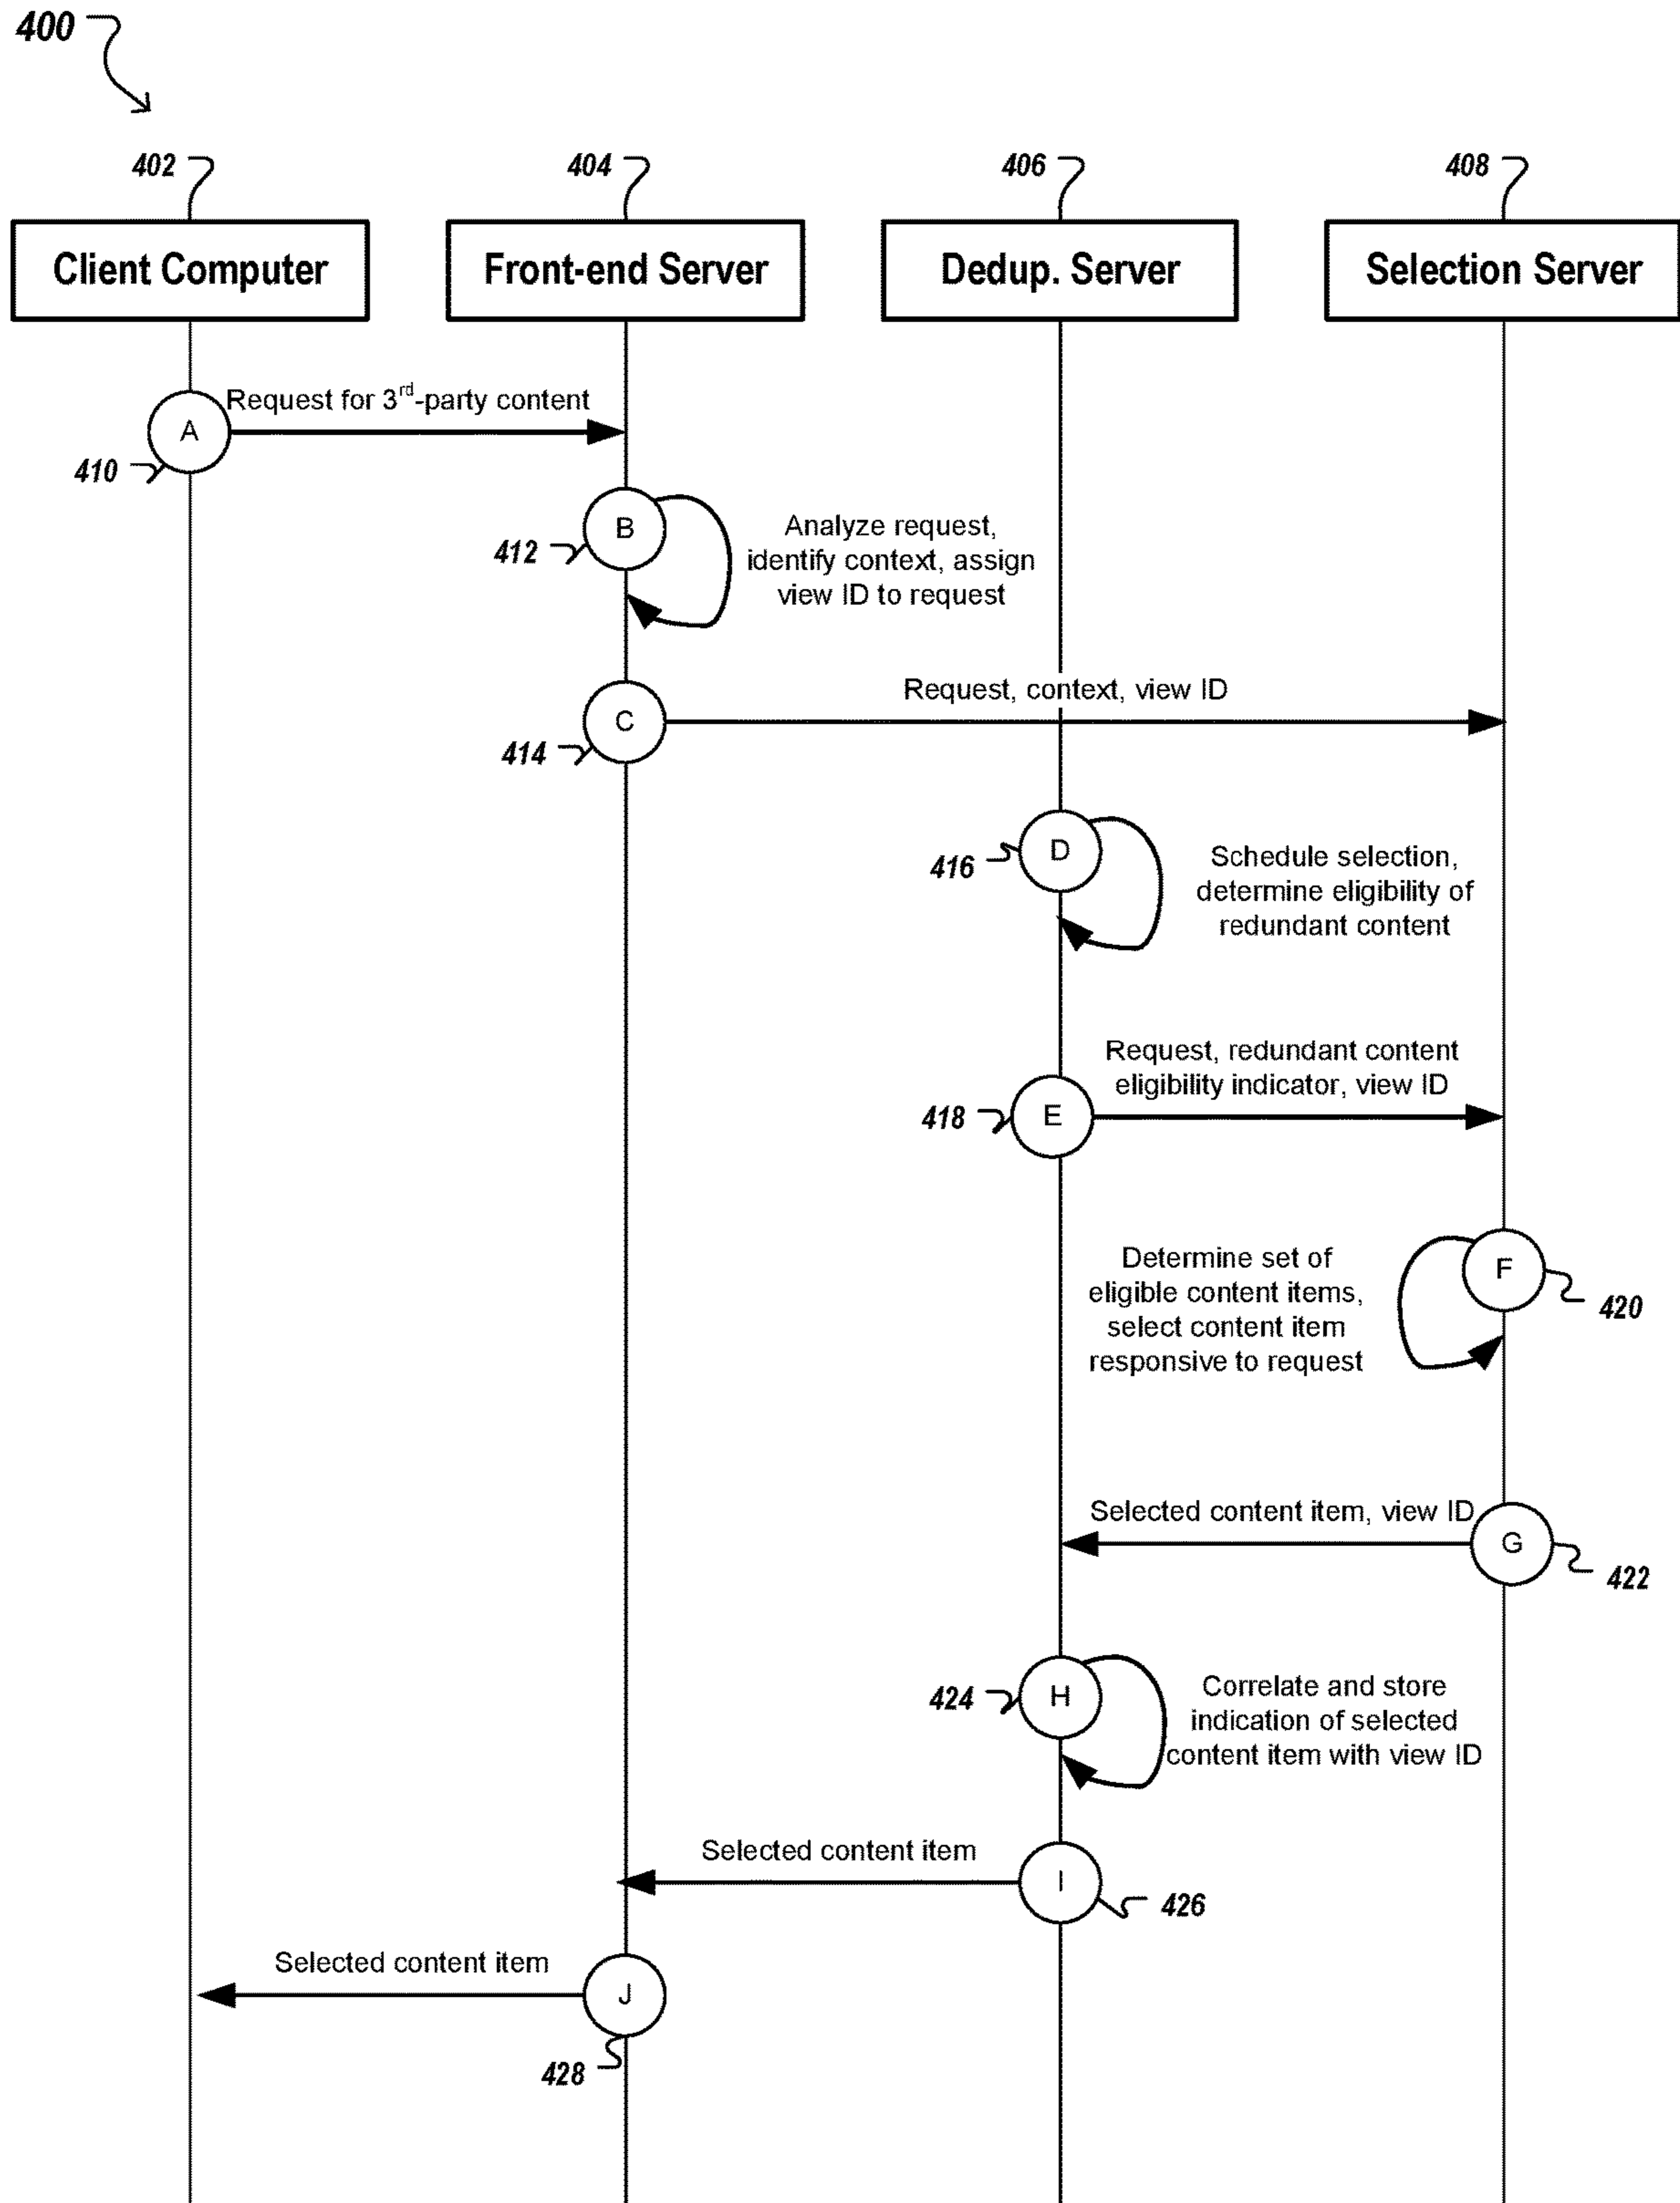 400
402
404
406
408
Client Computer
Front-end Server
Dedup. Server
Selection Server
Request for 3rd-party content
A
410
B
412
Analyze request,
identify context, assign
view ID to request
Request, context, view ID
C
414
D
416
Schedule selection,
determine eligibility of
redundant content
Request, redundant content
eligibility indicator, view ID
E
418
Determine set of
eligible content items,
select content item
responsive to request
F
420
Selected content item, view ID
G
422
H
424
Correlate and store
indication of selected
content item with view ID
Selected content item
I
426
Selected content item
J
428